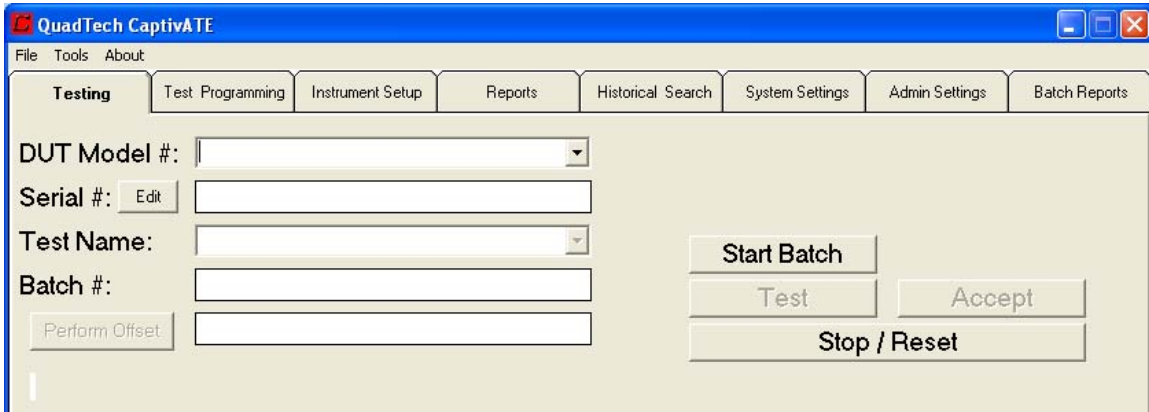 QuadTech CaptivATE
File Tools About
Testing Test Programming Instrument Setup Reports Historical Search System Settings Admin Settings Batch Reports
DUT Model #:
Serial #: Edit
Test Name:
Start Batch
Batch #:
Test Accept
Perform Offset
Stop / Reset